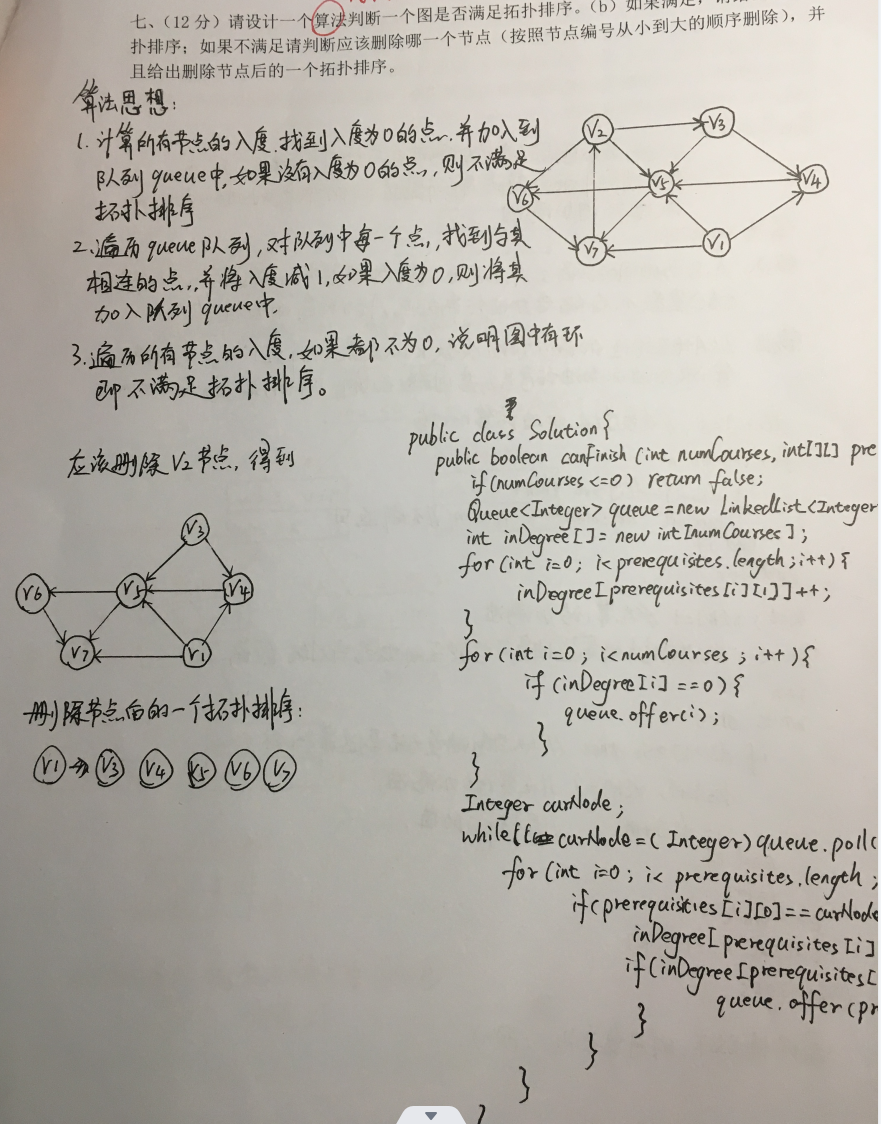 七、(12 分) 请设计一个算法判断一个图是否满足拓扑排序。(b) 如果满足，请给
扑排序；如果不满足请判断应该删除哪一个节点（按照节点编号从小到大的顺序删除），并
且给出删除节点后的一个拓扑排序。
算法思想：
1. 计算所有节点的入度，找到入度为0的点，并加入到
队列queue中，如果没有入度为0的点，则不满足
拓扑排序
2. 遍历queue队列，对队列中每一个点，找到与其
相连的点，并将入度减1，如果入度为0，则将其
加入队列queue中.
3. 遍历所有节点的入度，如果都不为0，说明图中有环
即不满足拓扑排序。
V2 V3
V6 V5 V4
V7 V1
应该删除V2节点，得到
V3
V6 V5 V4
V7 V1
删除节点后的一个拓扑排序：
V1 → V3 V4 V5 V6 V7
public class Solution{
public boolean canFinish (int numCourses, int[][] pre
if(numCourses <=0) return false;
Queue<Integer> queue = new LinkedList<Integer
int inDegree[] = new int[numCourses];
for(int i=0; i<prerequisites.length; i++){
inDegree[prerequisites[i][1]]++;
}
for(int i=0; i<numCourses; i++){
if (inDegree[i] ==0) {
queue.offer(i);
}
}
Integer curNode;
while((curNode=(Integer)queue.poll(
for (int i=0; i< prerequisites.length;
if(prerequisities[i][0]==curNode
inDegree[prerequisites[i]
if(inDegree[prerequisites[
queue.offer(pr
}
}
}
}